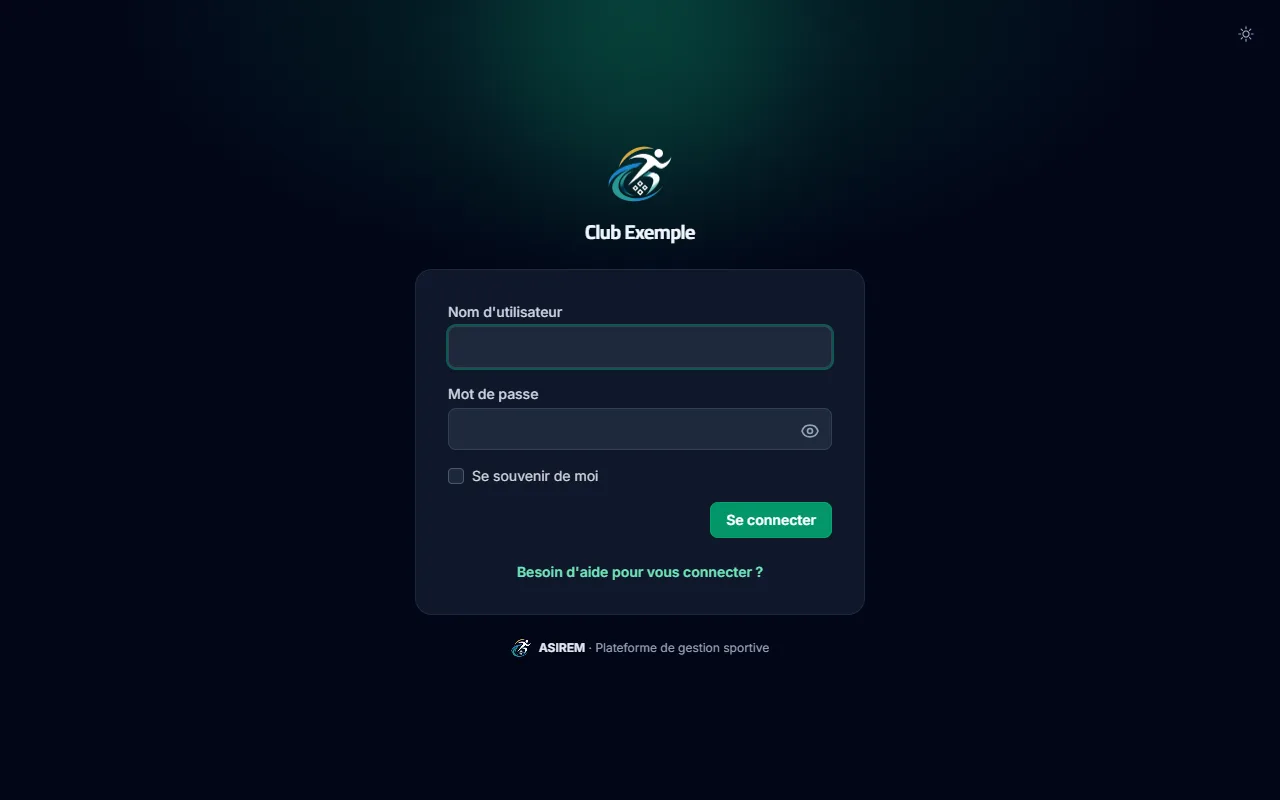 Club Exemple
Nom d'utilisateur
Mot de passe
Se souvenir de moi
Se connecter
Besoin d'aide pour vous connecter ?
ASIREM · Plateforme de gestion sportive